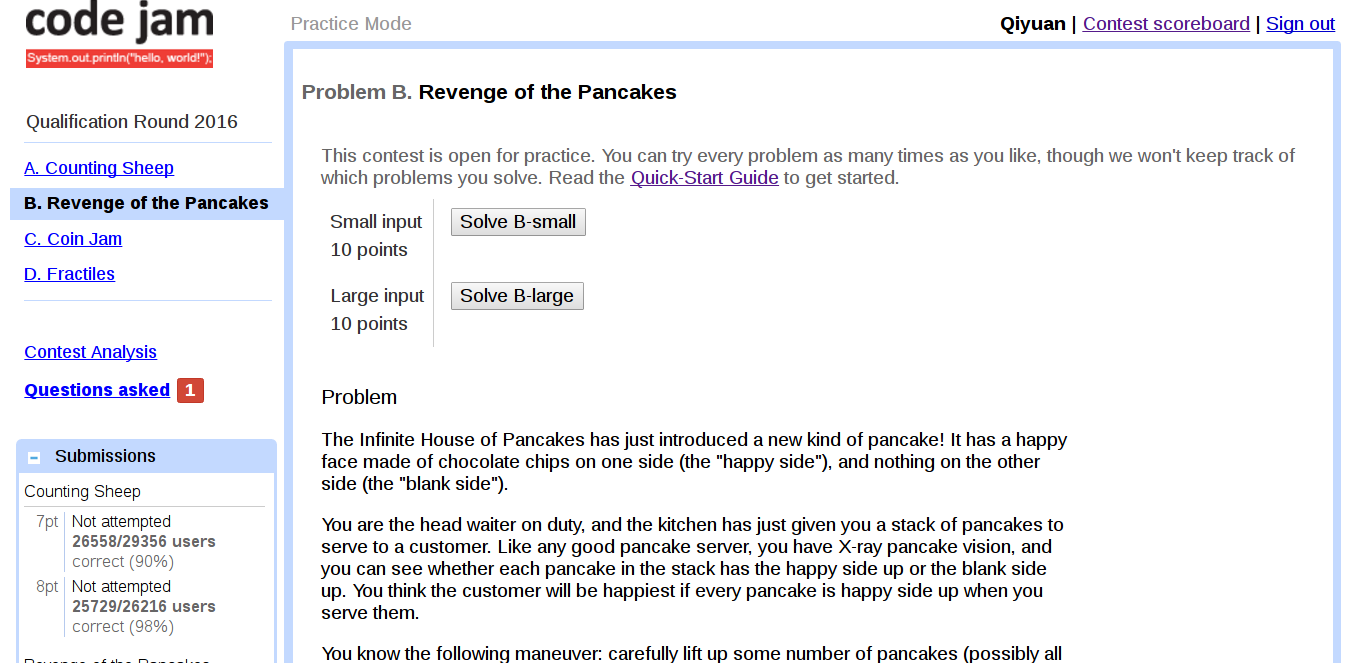 code jam
System.out.println("hello, world!");
Practice Mode
Qiyuan | Contest scoreboard | Sign out
Qualification Round 2016
A. Counting Sheep
B. Revenge of the Pancakes
C. Coin Jam
D. Fractiles
Contest Analysis
Questions asked 1
Submissions
Counting Sheep
7pt Not attempted
26558/29356 users
correct (90%)
8pt Not attempted
25729/26216 users
correct (98%)
Revenge of the Pancakes
Problem B. Revenge of the Pancakes
This contest is open for practice. You can try every problem as many times as you like, though we won't keep track of
which problems you solve. Read the Quick-Start Guide to get started.
Small input
10 points
Solve B-small
Large input
10 points
Solve B-large
Problem
The Infinite House of Pancakes has just introduced a new kind of pancake! It has a happy
face made of chocolate chips on one side (the "happy side"), and nothing on the other
side (the "blank side").
You are the head waiter on duty, and the kitchen has just given you a stack of pancakes to
serve to a customer. Like any good pancake server, you have X-ray pancake vision, and
you can see whether each pancake in the stack has the happy side up or the blank side
up. You think the customer will be happiest if every pancake is happy side up when you
serve them.
You know the following maneuver: carefully lift up some number of pancakes (possibly all